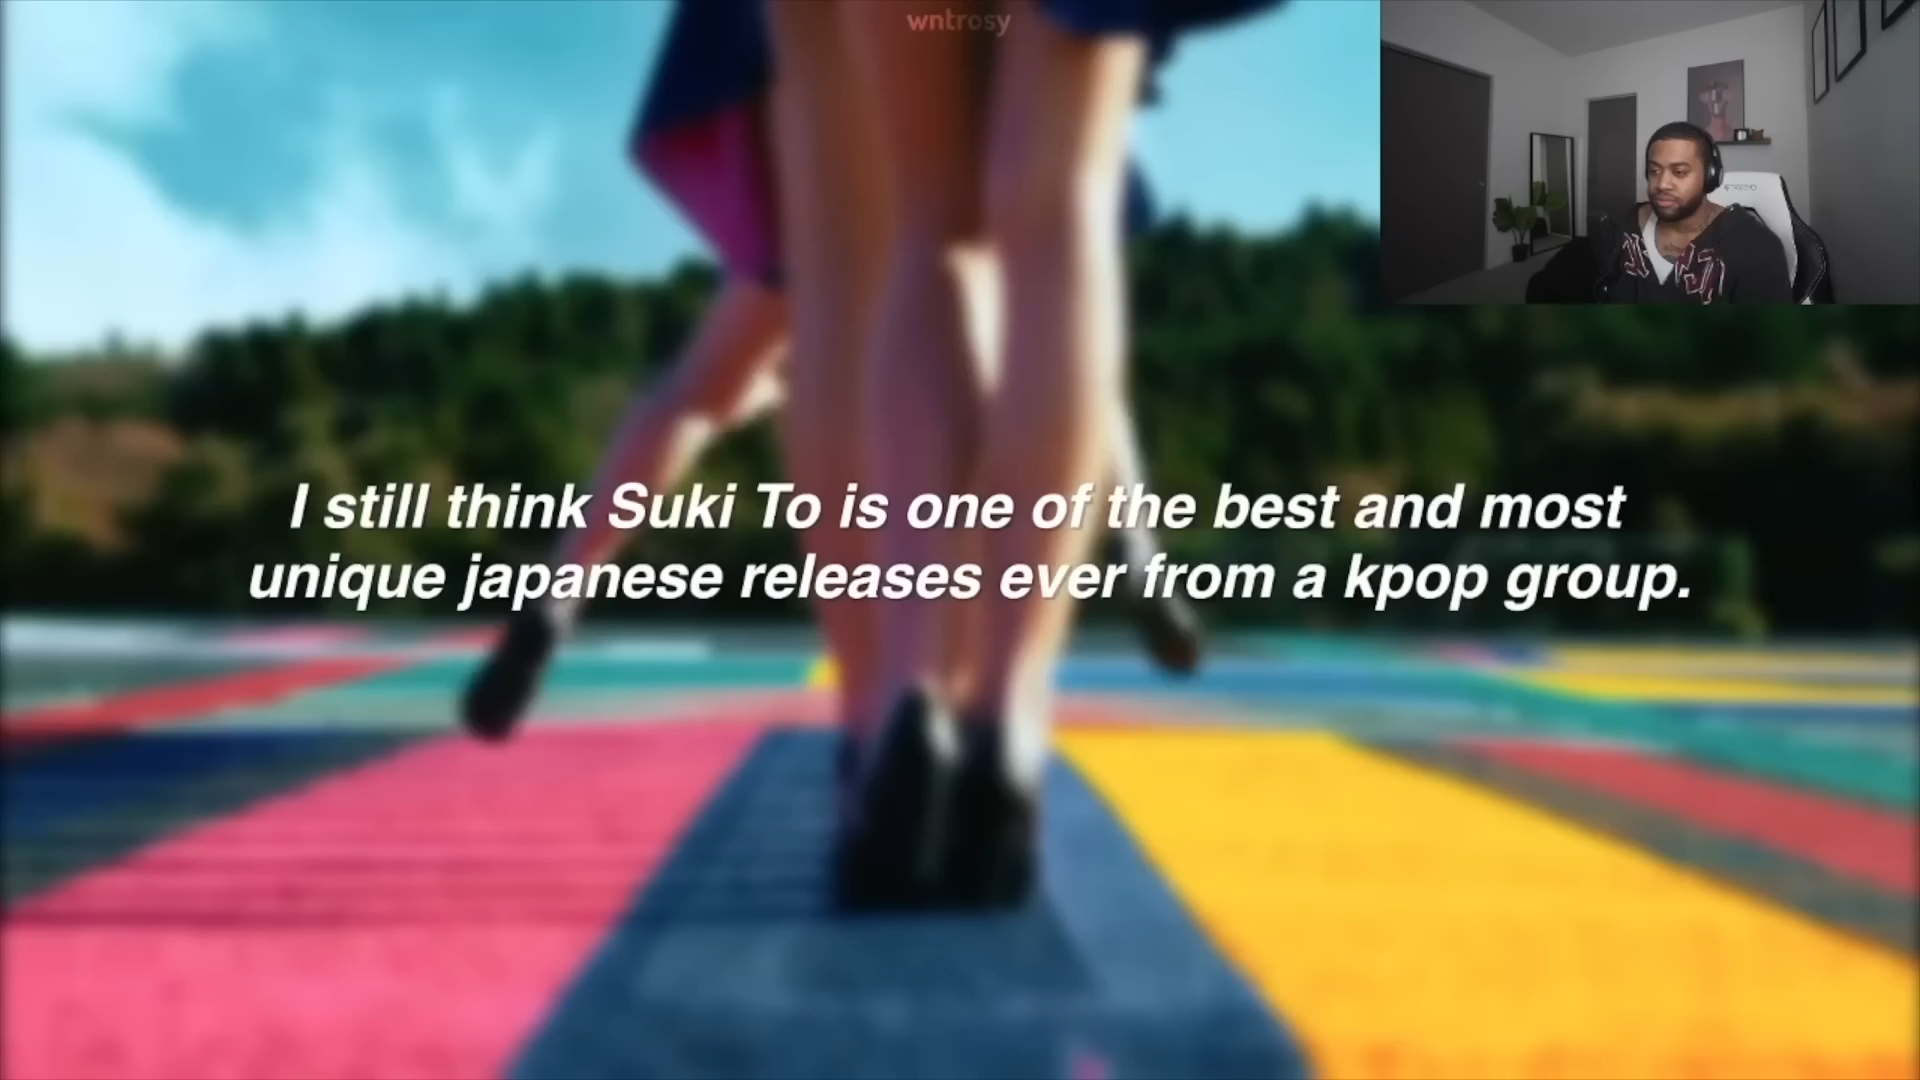 wntrosy
I still think Suki To is one of the best and most
unique japanese releases ever from a kpop group.